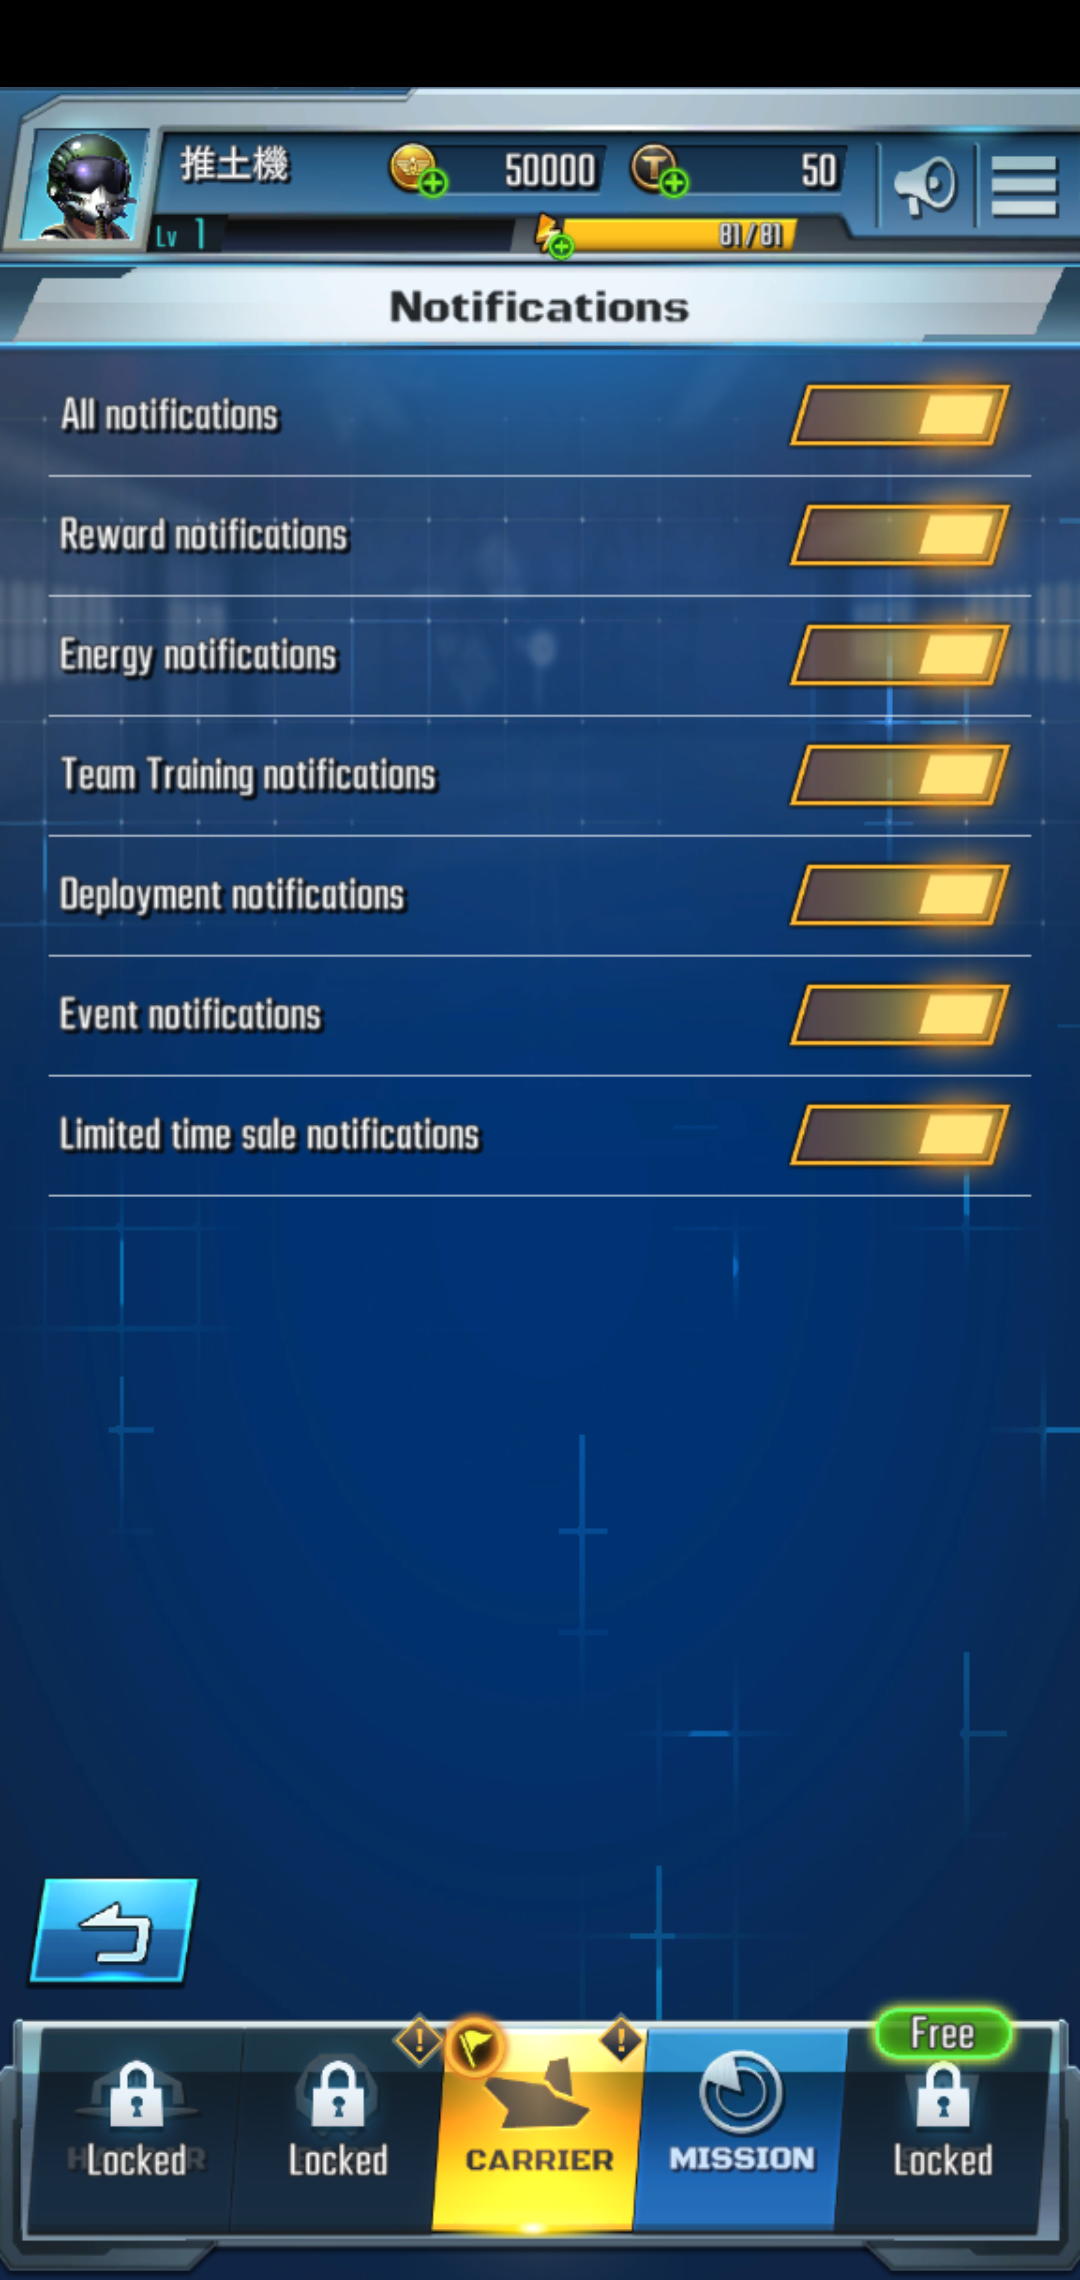 推土機
50000
50
Lv 1
81/81
Notifications
All notifications
Reward notifications
Energy notifications
Team Training notifications
Deployment notifications
Event notifications
Limited time sale notifications
Free
Locked
Locked
CARRIER
MISSION
Locked